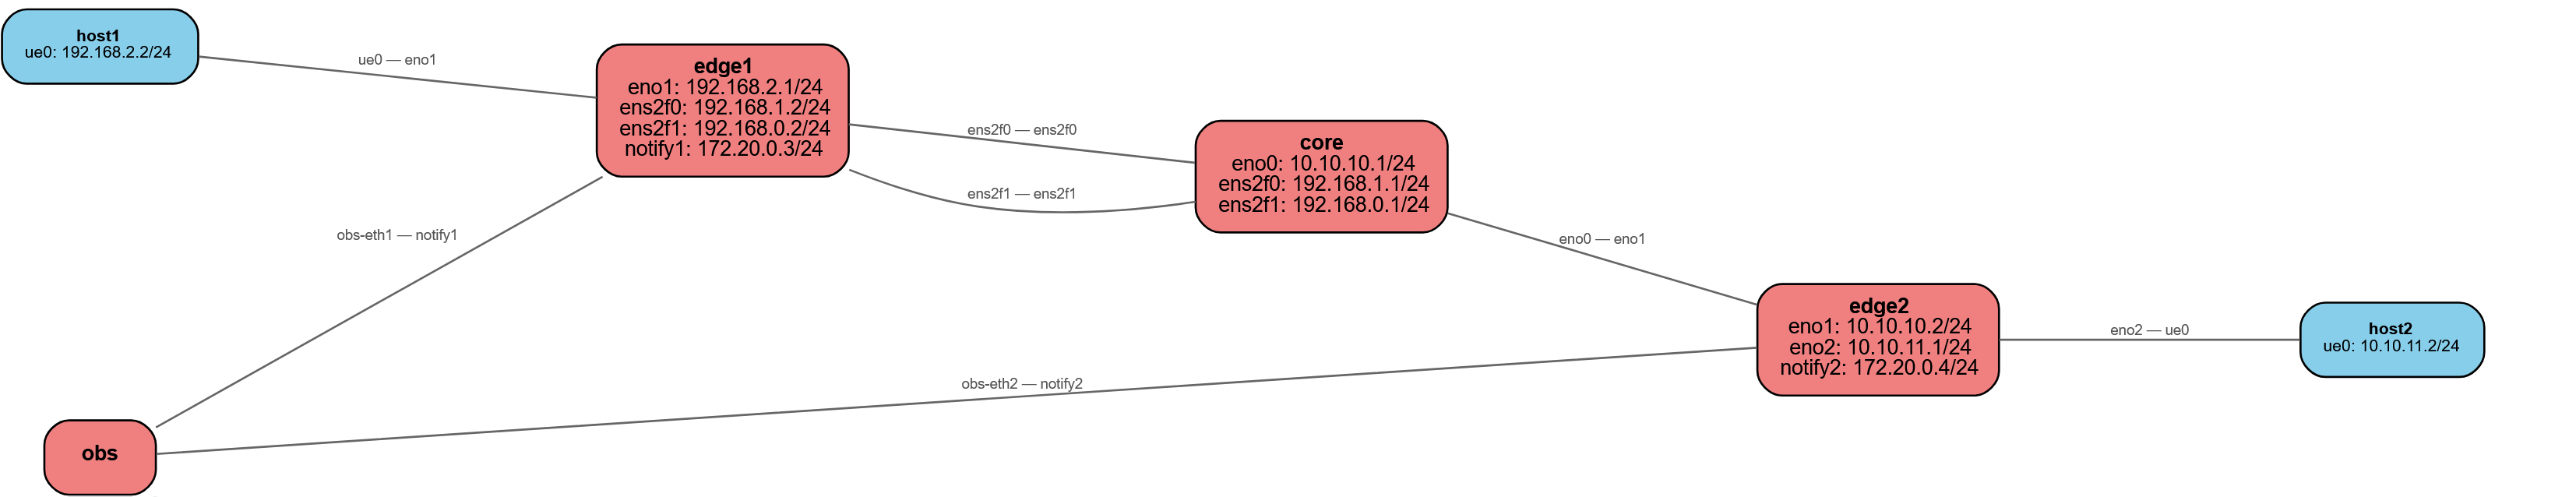 host1
ue0: 192.168.2.2/24
ue0 — eno1
edge1
eno1: 192.168.2.1/24
ens2f0: 192.168.1.2/24
ens2f1: 192.168.0.2/24
notify1: 172.20.0.3/24
ens2f0 — ens2f0
ens2f1 — ens2f1
core
eno0: 10.10.10.1/24
ens2f0: 192.168.1.1/24
ens2f1: 192.168.0.1/24
obs-eth1 — notify1
eno0 — eno1
edge2
eno1: 10.10.10.2/24
eno2: 10.10.11.1/24
notify2: 172.20.0.4/24
eno2 — ue0
host2
ue0: 10.10.11.2/24
obs-eth2 — notify2
obs